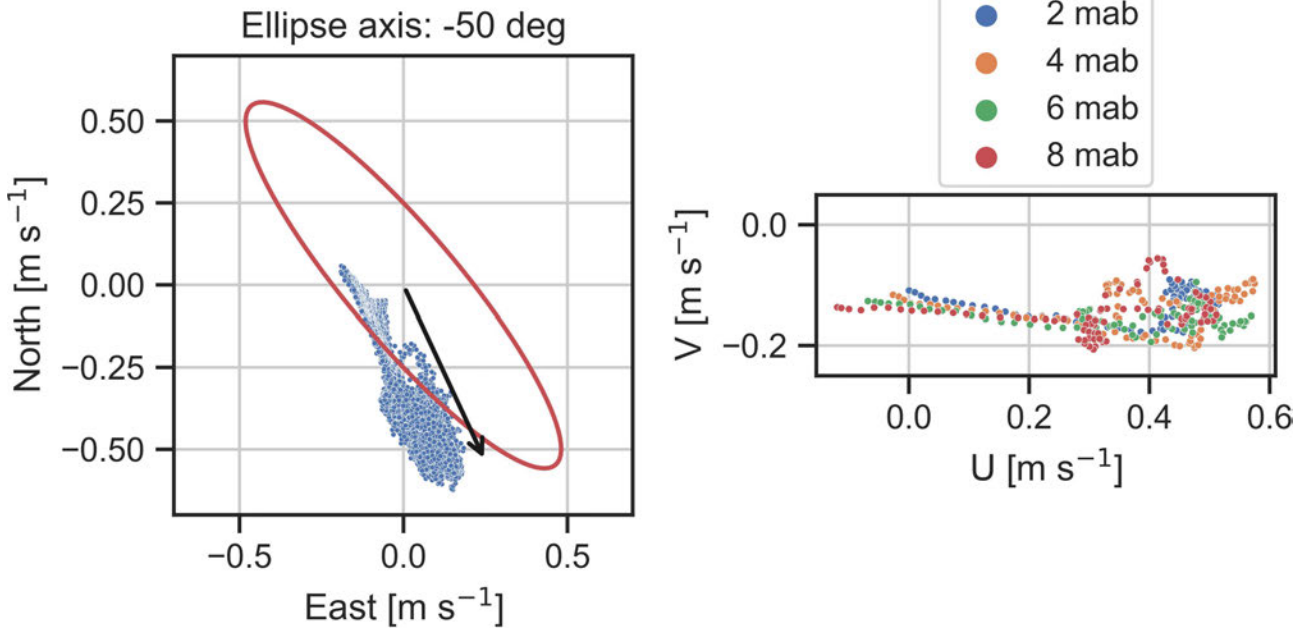 Ellipse axis: -50 deg
0.50
0.25
0.00
−0.25
−0.50
North [m s⁻¹]
−0.5
0.0
0.5
East [m s⁻¹]
2 mab
4 mab
6 mab
8 mab
0.0
−0.2
V [m s⁻¹]
0.0
0.2
0.4
0.6
U [m s⁻¹]